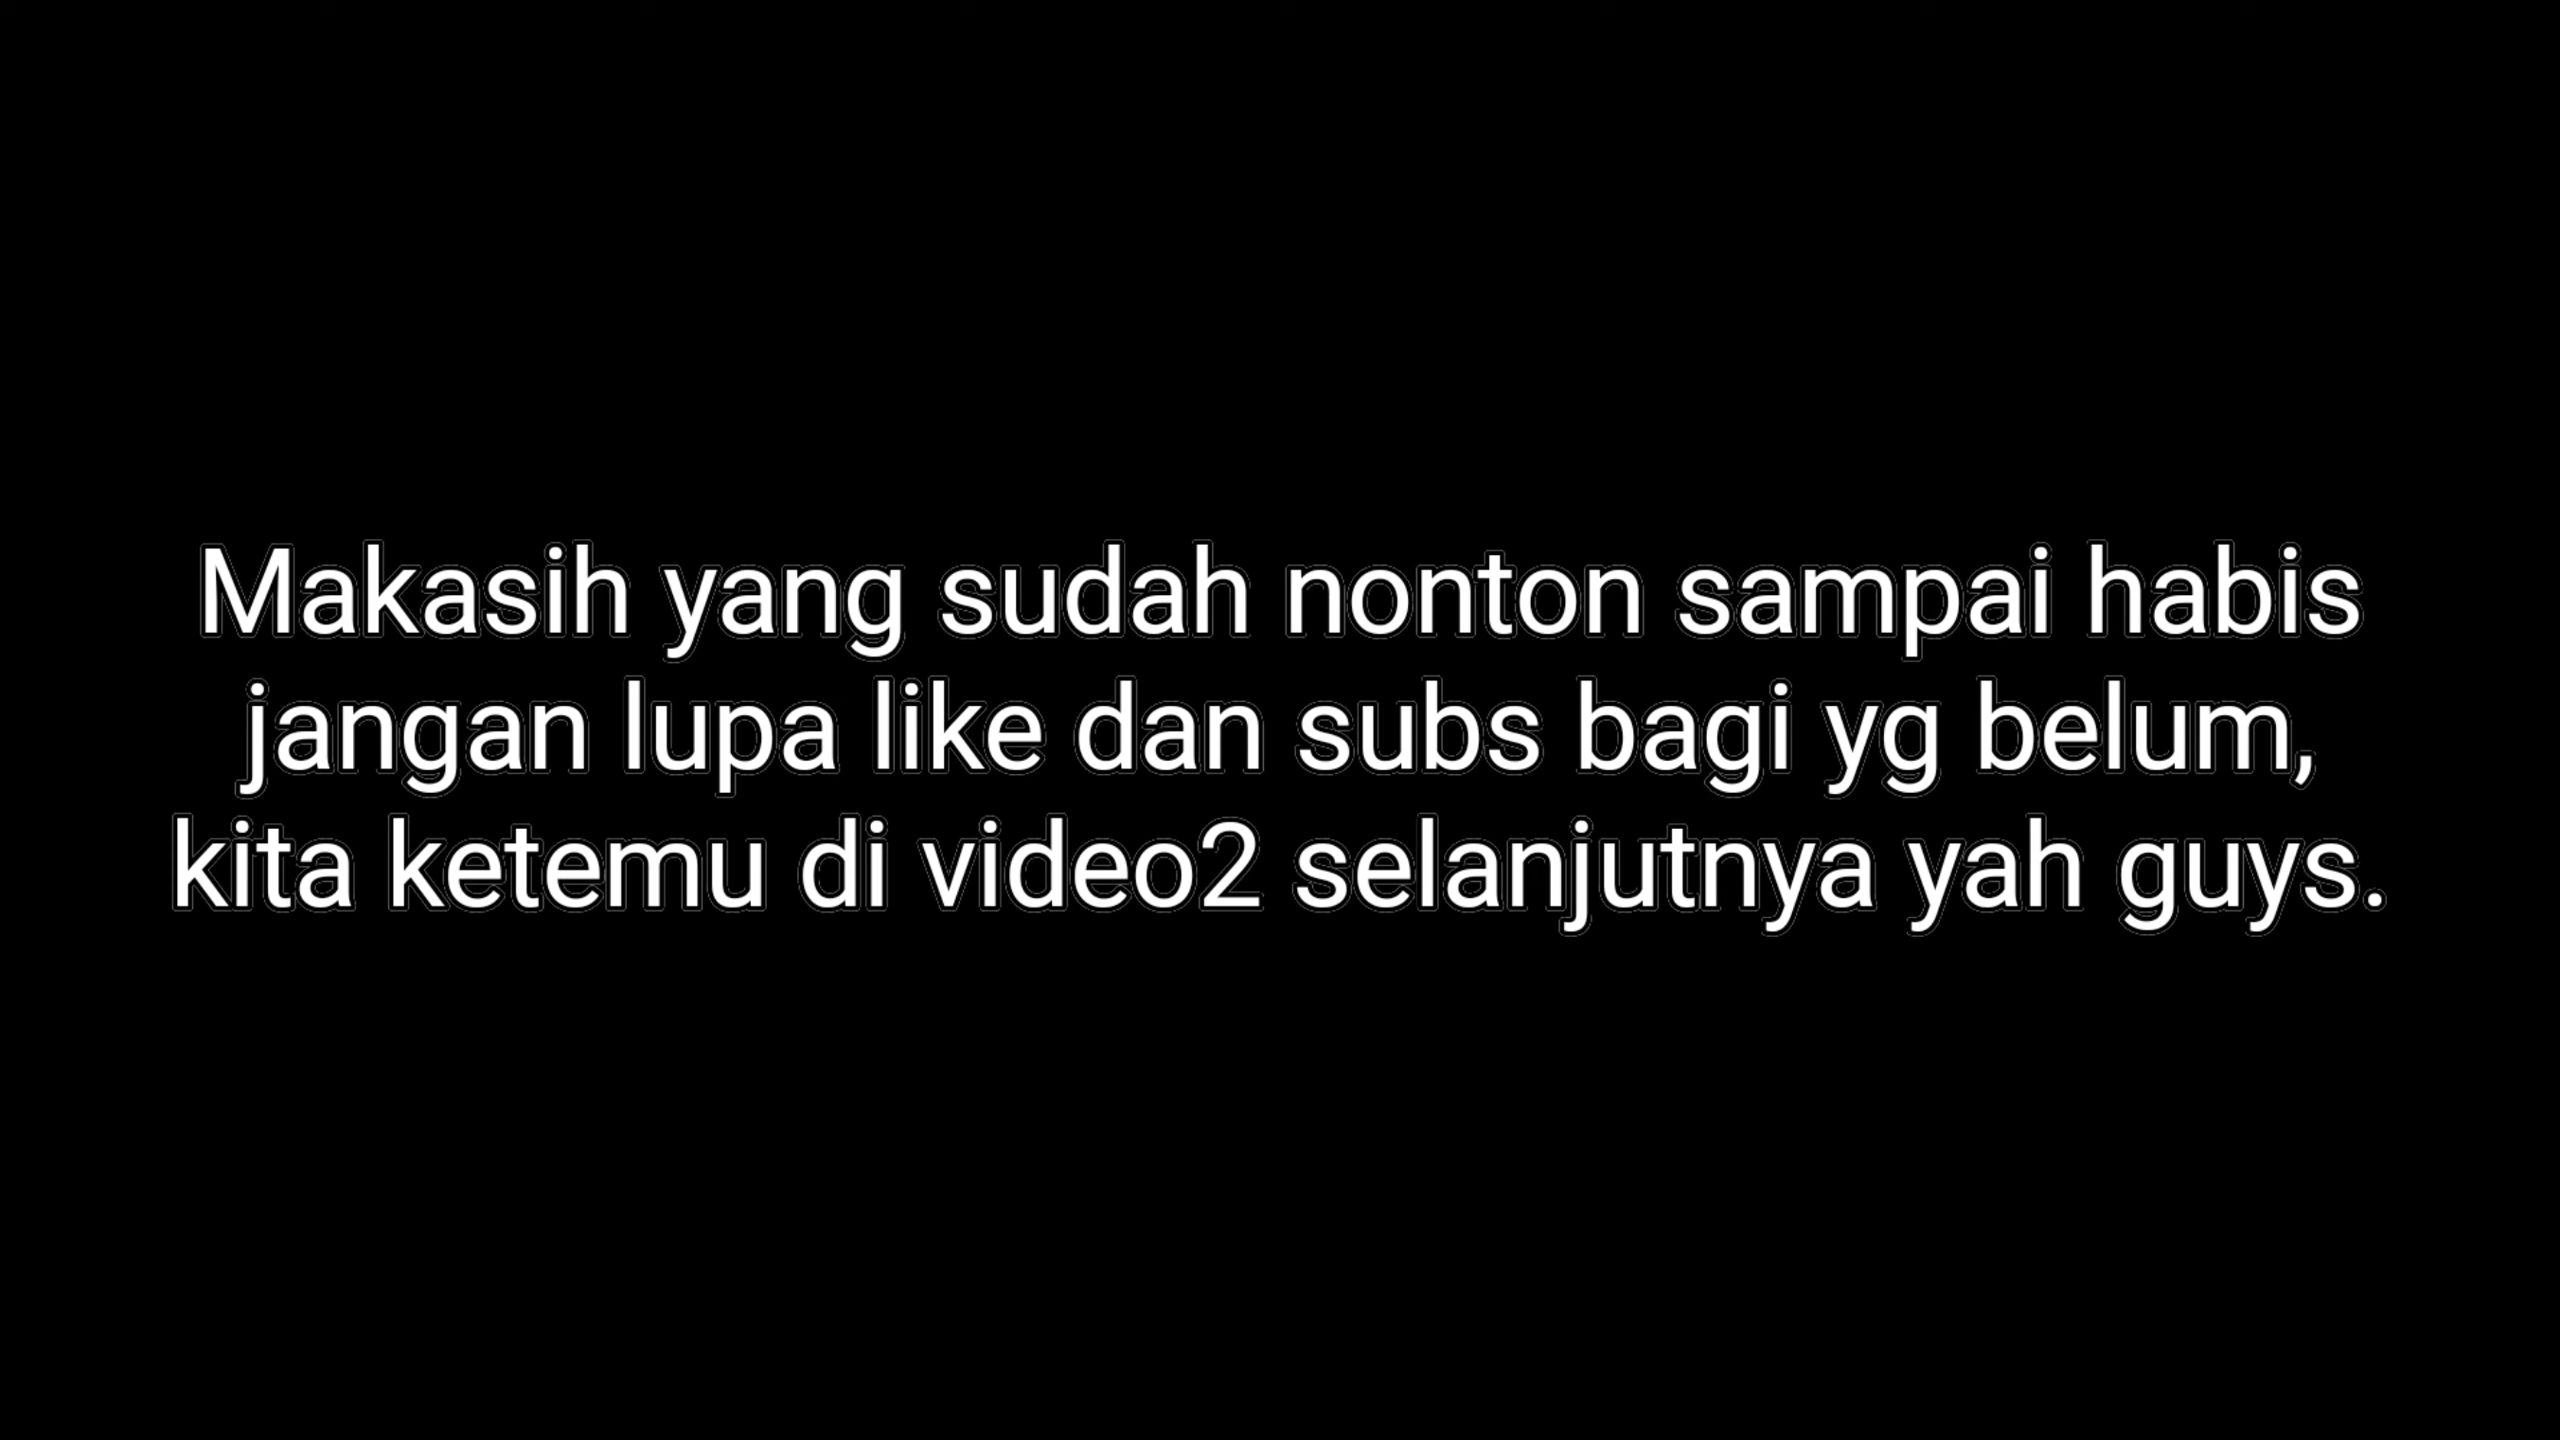 Makasih yang sudah nonton sampai habis
jangan lupa like dan subs bagi yg belum,
kita ketemu di video2 selanjutnya yah guys.